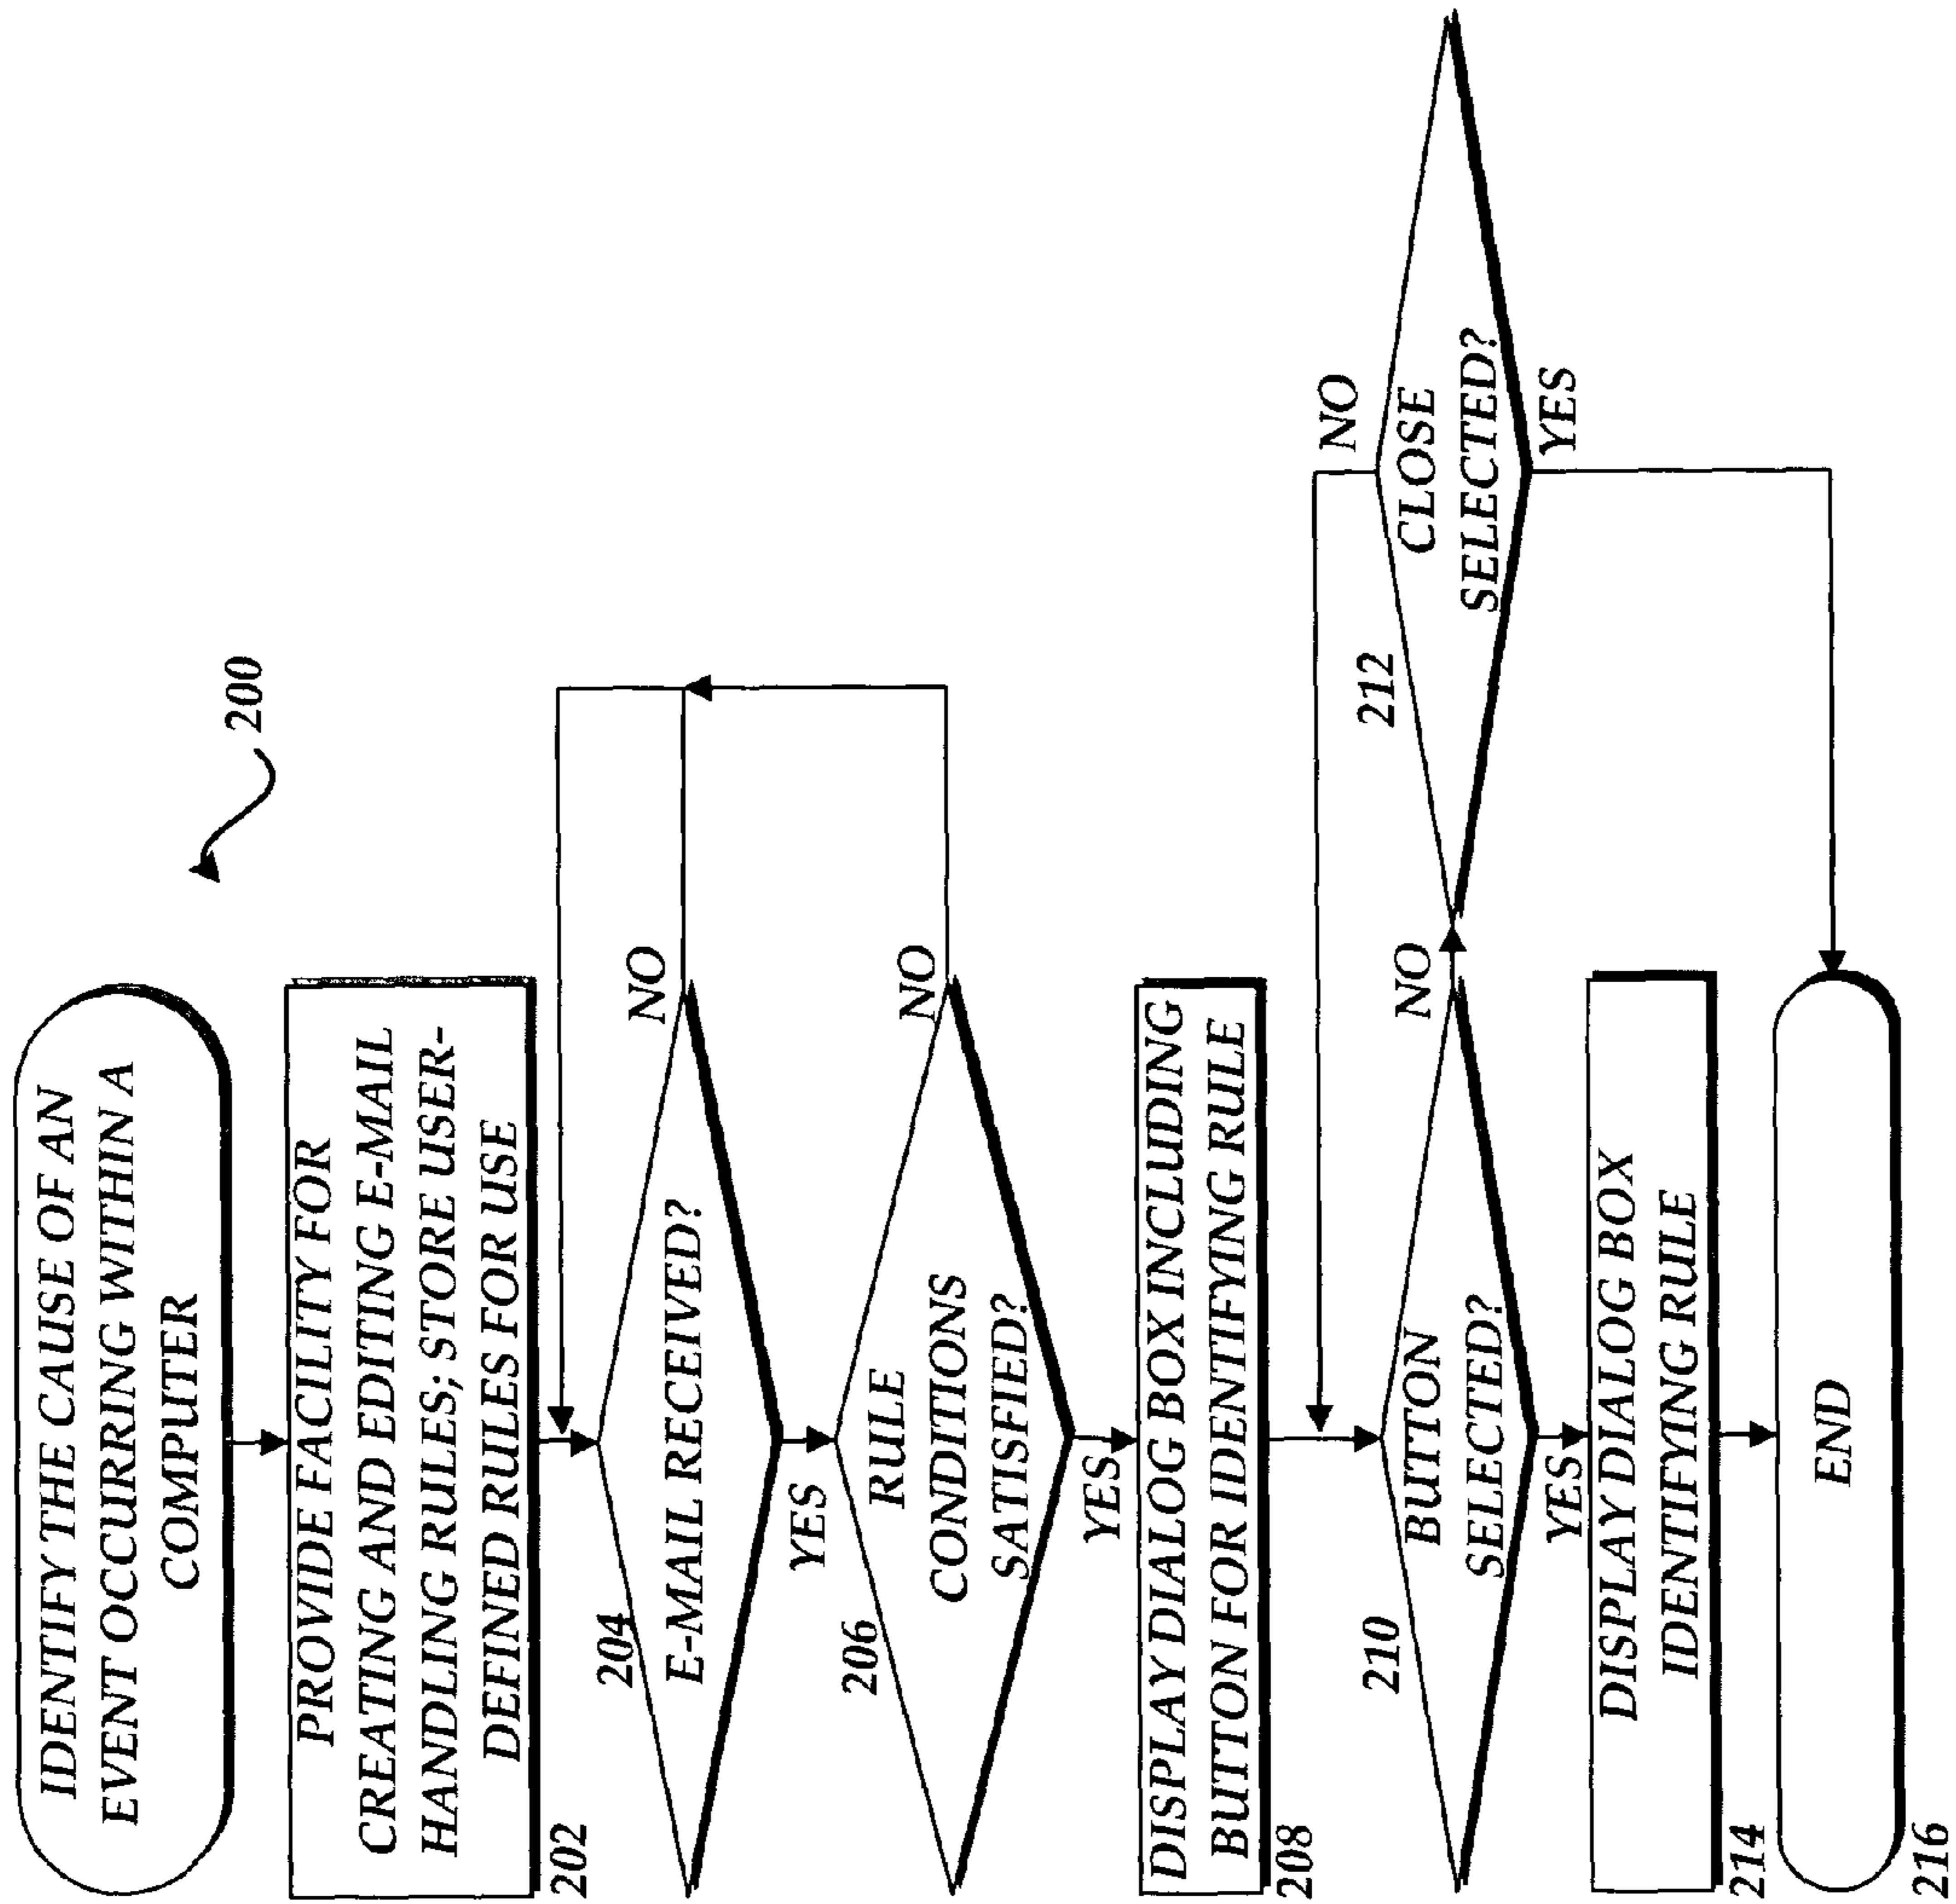 200
IDENTIFY THE CAUSE OF AN
EVENT OCCURRING WITHIN A
COMPUTER
PROVIDE FACILITY FOR
CREATING AND EDITING E-MAIL
HANDLING RULES; STORE USER-
DEFINED RULES FOR USE
202
204
E-MAIL RECEIVED?
NO
YES
206
RULE
CONDITIONS
SATISFIED?
NO
YES
DISPLAY DIALOG BOX INCLUDING
BUTTON FOR IDENTIFYING RULE
208
210
BUTTON
SELECTED?
NO
YES
212
CLOSE
SELECTED?
NO
YES
DISPLAY DIALOG BOX
IDENTIFYING RULE
214
END
216